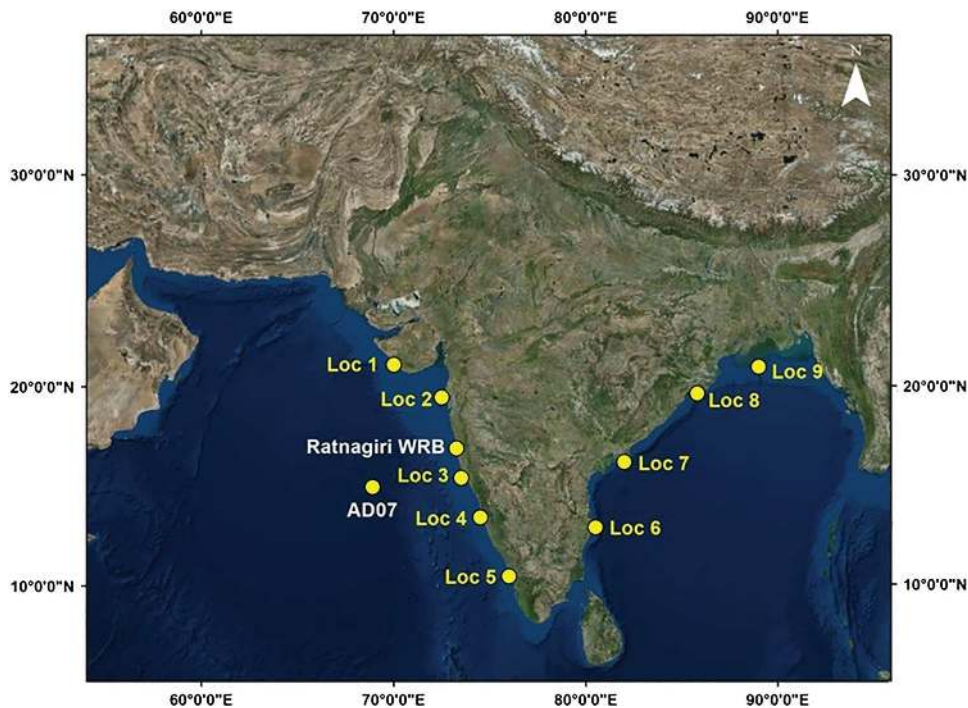 60°0'0"E 70°0'0"E 80°0'0"E 90°0'0"E
N
30°0'0"N 30°0'0"N
Loc 1
Loc 9
20°0'0"N 20°0'0"N
Loc 2
Loc 8
Ratnagiri WRB
Loc 7
Loc 3
AD07
Loc 4
Loc 6
Loc 5
10°0'0"N 10°0'0"N
60°0'0"E 70°0'0"E 80°0'0"E 90°0'0"E